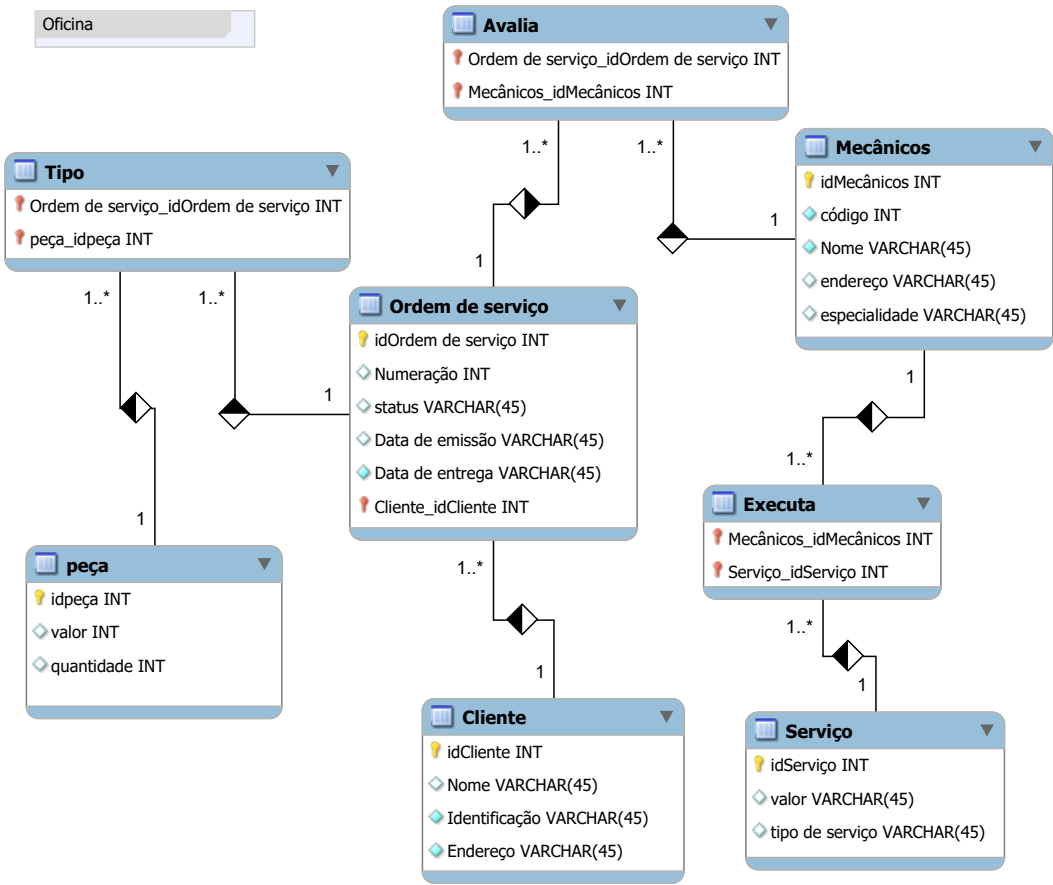 Oficina
Avalia
Ordem de serviço_idOrdem de serviço INT
Mecânicos_idMecânicos INT
1..*
1..*
1
1
Mecânicos
idMecânicos INT
código INT
Nome VARCHAR(45)
endereço VARCHAR(45)
especialidade VARCHAR(45)
Tipo
Ordem de serviço_idOrdem de serviço INT
peça_idpeça INT
1..*
1..*
1
1
Ordem de serviço
idOrdem de serviço INT
Numeração INT
status VARCHAR(45)
Data de emissão VARCHAR(45)
Data de entrega VARCHAR(45)
Cliente_idCliente INT
1
1..*
Executa
Mecânicos_idMecânicos INT
Serviço_idServiço INT
1..*
1
peça
idpeça INT
valor INT
quantidade INT
1..*
1
Cliente
idCliente INT
Nome VARCHAR(45)
Identificação VARCHAR(45)
Endereço VARCHAR(45)
Serviço
idServiço INT
valor VARCHAR(45)
tipo de serviço VARCHAR(45)